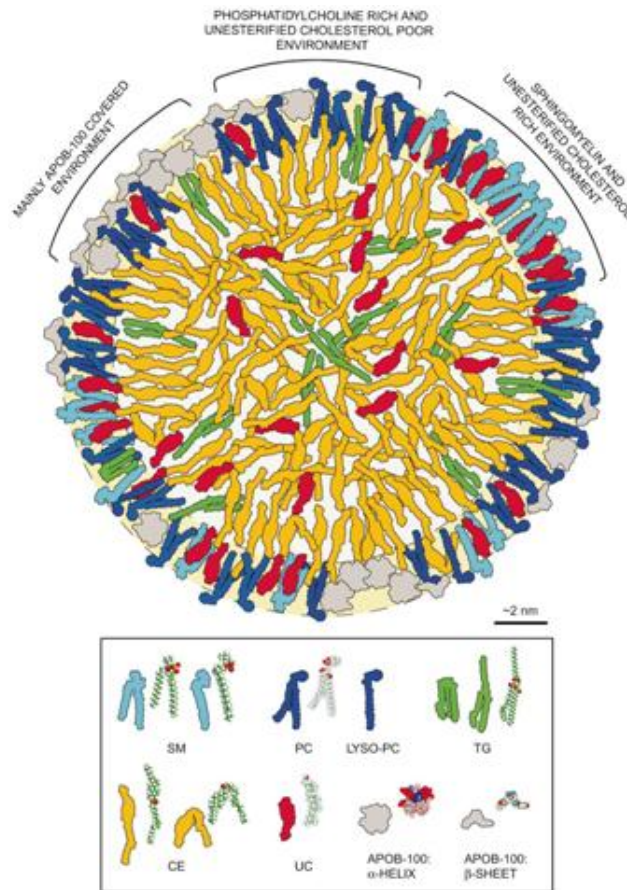 PHOSPHATIDYLCHOLINE RICH AND
UNESTERIFIED CHOLESTEROL POOR
ENVIRONMENT
MAINLY APOB-100 COVERED
ENVIRONMENT
SPHINGOMYELIN AND
UNESTERIFIED CHOLESTEROL
RICH ENVIRONMENT
~2 nm
SM
PC
LYSO-PC
TG
CE
UC
APOB-100:
α-HELIX
APOB-100:
β-SHEET